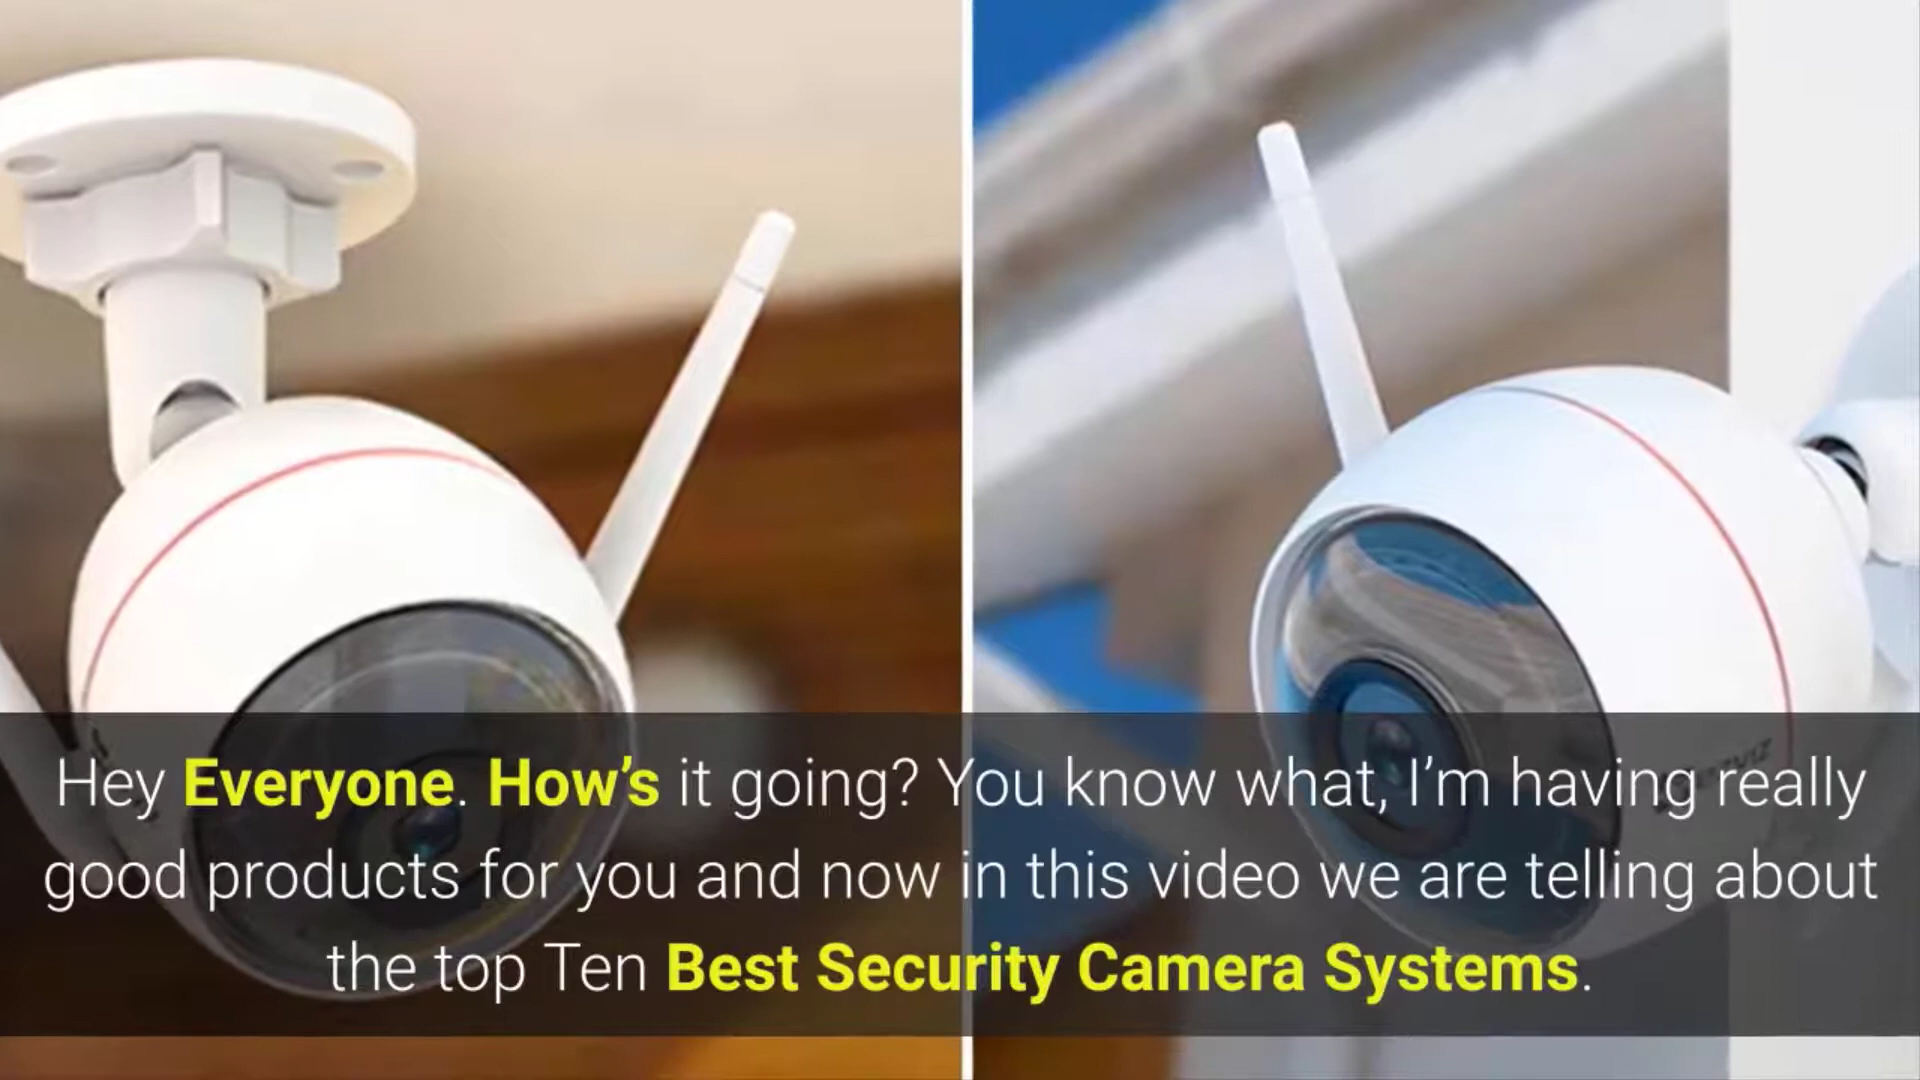 Hey Everyone. How’s it going? You know what, I’m having really
good products for you and now in this video we are telling about
the top Ten Best Security Camera Systems.